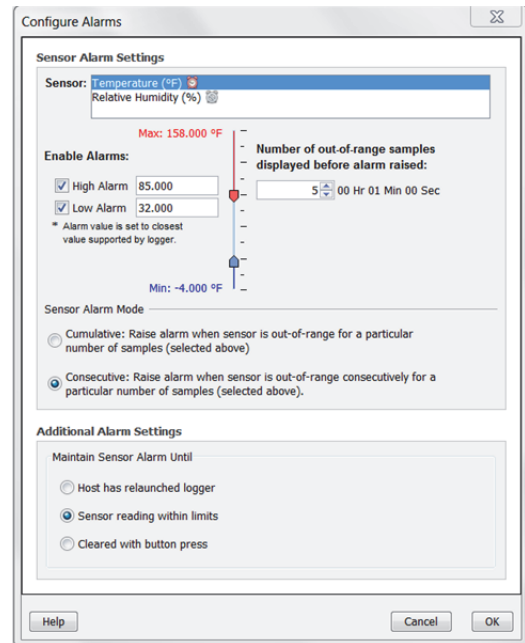 Configure Alarms
Sensor Alarm Settings
Sensor: Temperature (ºF)
Relative Humidity (%)
Max: 158.000 ºF
Enable Alarms:
High Alarm 85.000
Low Alarm 32.000
* Alarm value is set to closest
value supported by logger.
Min: -4.000 ºF
Number of out-of-range samples
displayed before alarm raised:
5 00 Hr 01 Min 00 Sec
Sensor Alarm Mode
Cumulative: Raise alarm when sensor is out-of-range for a particular
number of samples (selected above)
Consecutive: Raise alarm when sensor is out-of-range consecutively for a
particular number of samples (selected above).
Additional Alarm Settings
Maintain Sensor Alarm Until
Host has relaunched logger
Sensor reading within limits
Cleared with button press
Help
Cancel
OK